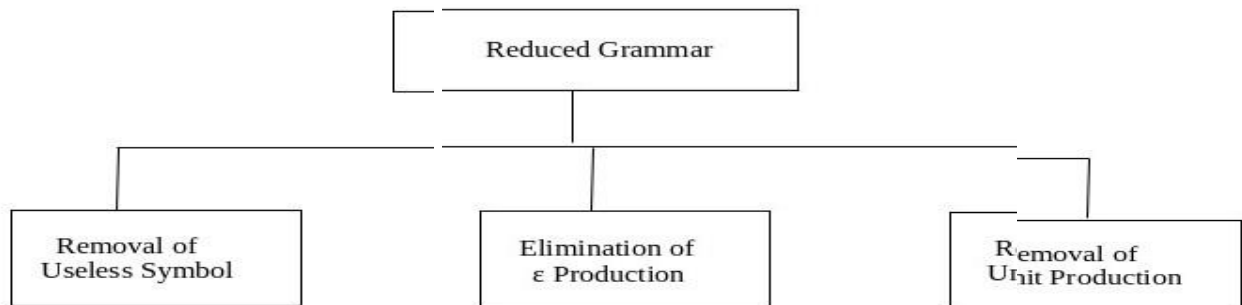 Reduced Grammar
Removal of
Useless Symbol
Elimination of
ε Production
Removal of
Unit Production